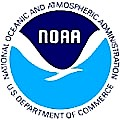 NATIONAL OCEANIC AND ATMOSPHERIC ADMINISTRATION
NOAA
U.S. DEPARTMENT OF COMMERCE